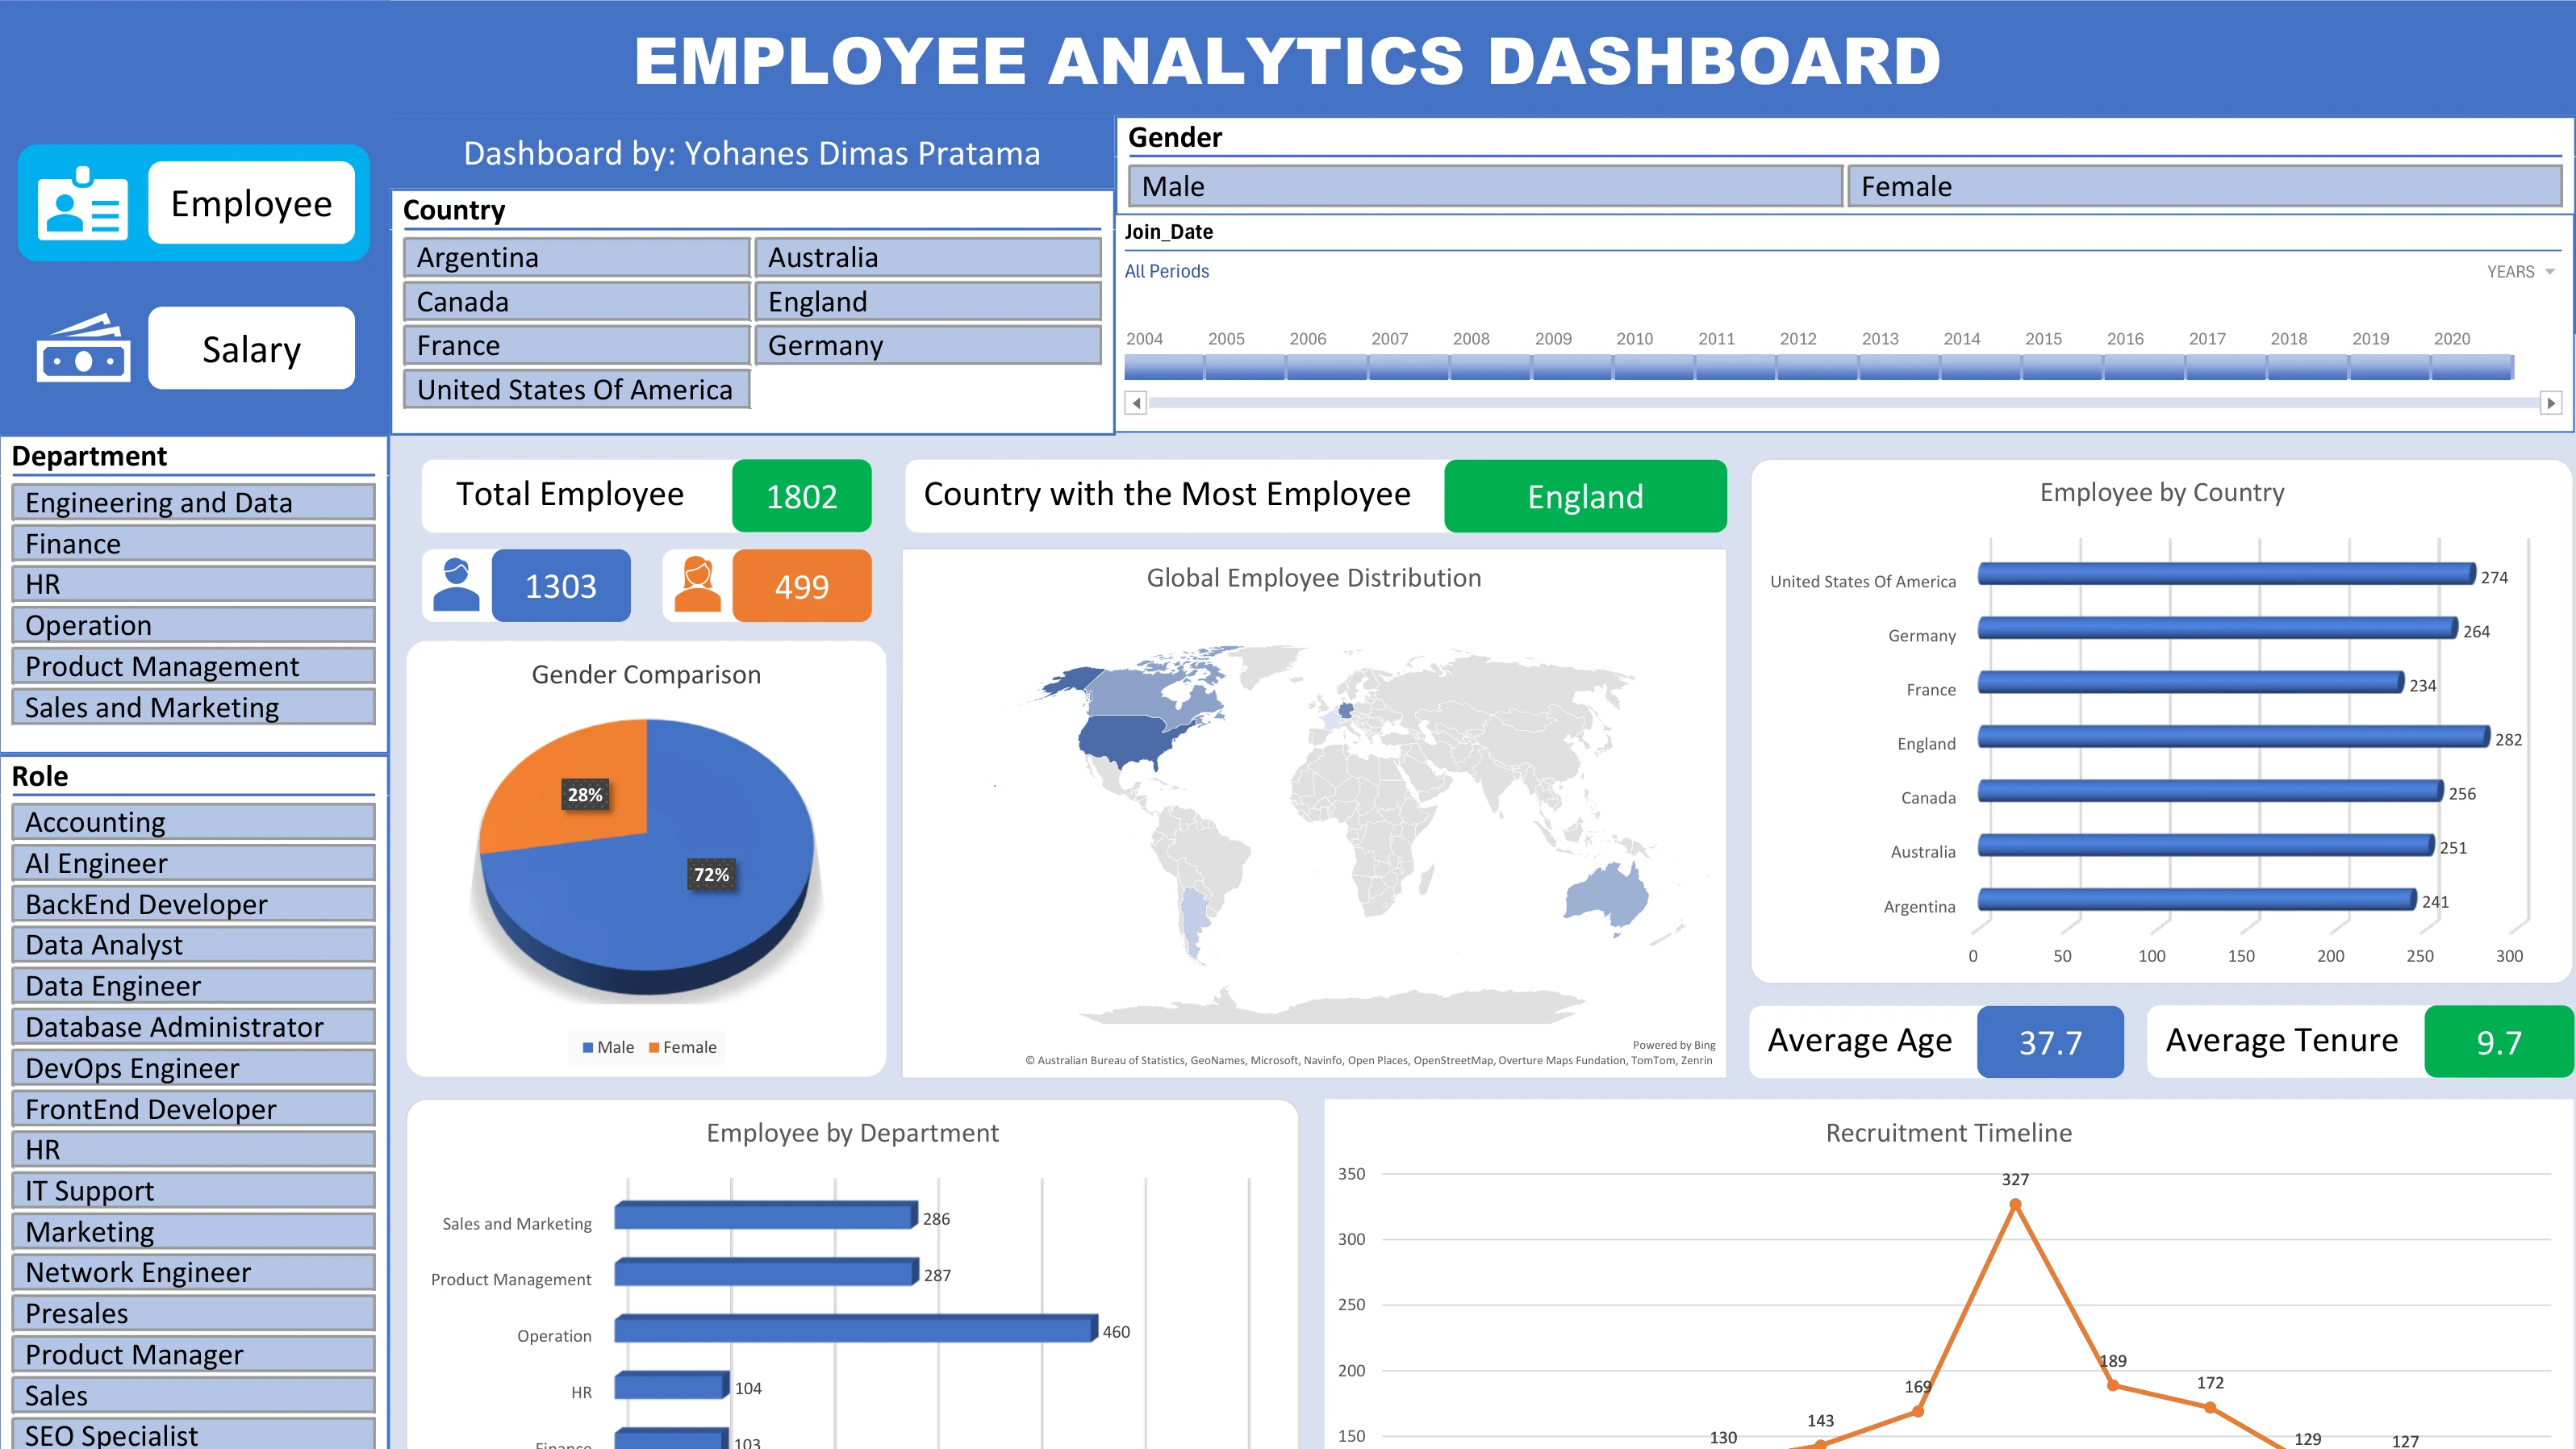 EMPLOYEE ANALYTICS DASHBOARD
Employee
Salary
Dashboard by: Yohanes Dimas Pratama
Country
Argentina
Australia
Canada
England
France
Germany
United States Of America
Gender
Male
Female
Join_Date
All Periods
YEARS
2004 2005 2006 2007 2008 2009 2010 2011 2012 2013 2014 2015 2016 2017 2018 2019 2020
Department
Engineering and Data
Finance
HR
Operation
Product Management
Sales and Marketing
Role
Accounting
AI Engineer
BackEnd Developer
Data Analyst
Data Engineer
Database Administrator
DevOps Engineer
FrontEnd Developer
HR
IT Support
Marketing
Network Engineer
Presales
Product Manager
Sales
SEO Specialist
Total Employee 1802
1303
499
Country with the Most Employee England
Gender Comparison
28%
72%
Male Female
Global Employee Distribution
Powered by Bing
© Australian Bureau of Statistics, GeoNames, Microsoft, Navinfo, Open Places, OpenStreetMap, Overture Maps Fundation, TomTom, Zenrin
Employee by Country
United States Of America 274
Germany 264
France 234
England 282
Canada 256
Australia 251
Argentina 241
0 50 100 150 200 250 300
Average Age 37.7
Average Tenure 9.7
Employee by Department
Sales and Marketing 286
Product Management 287
Operation 460
HR 104
Finance 103
Recruitment Timeline
350
327
300
250
200
189
172
169
143
150
130
129
127